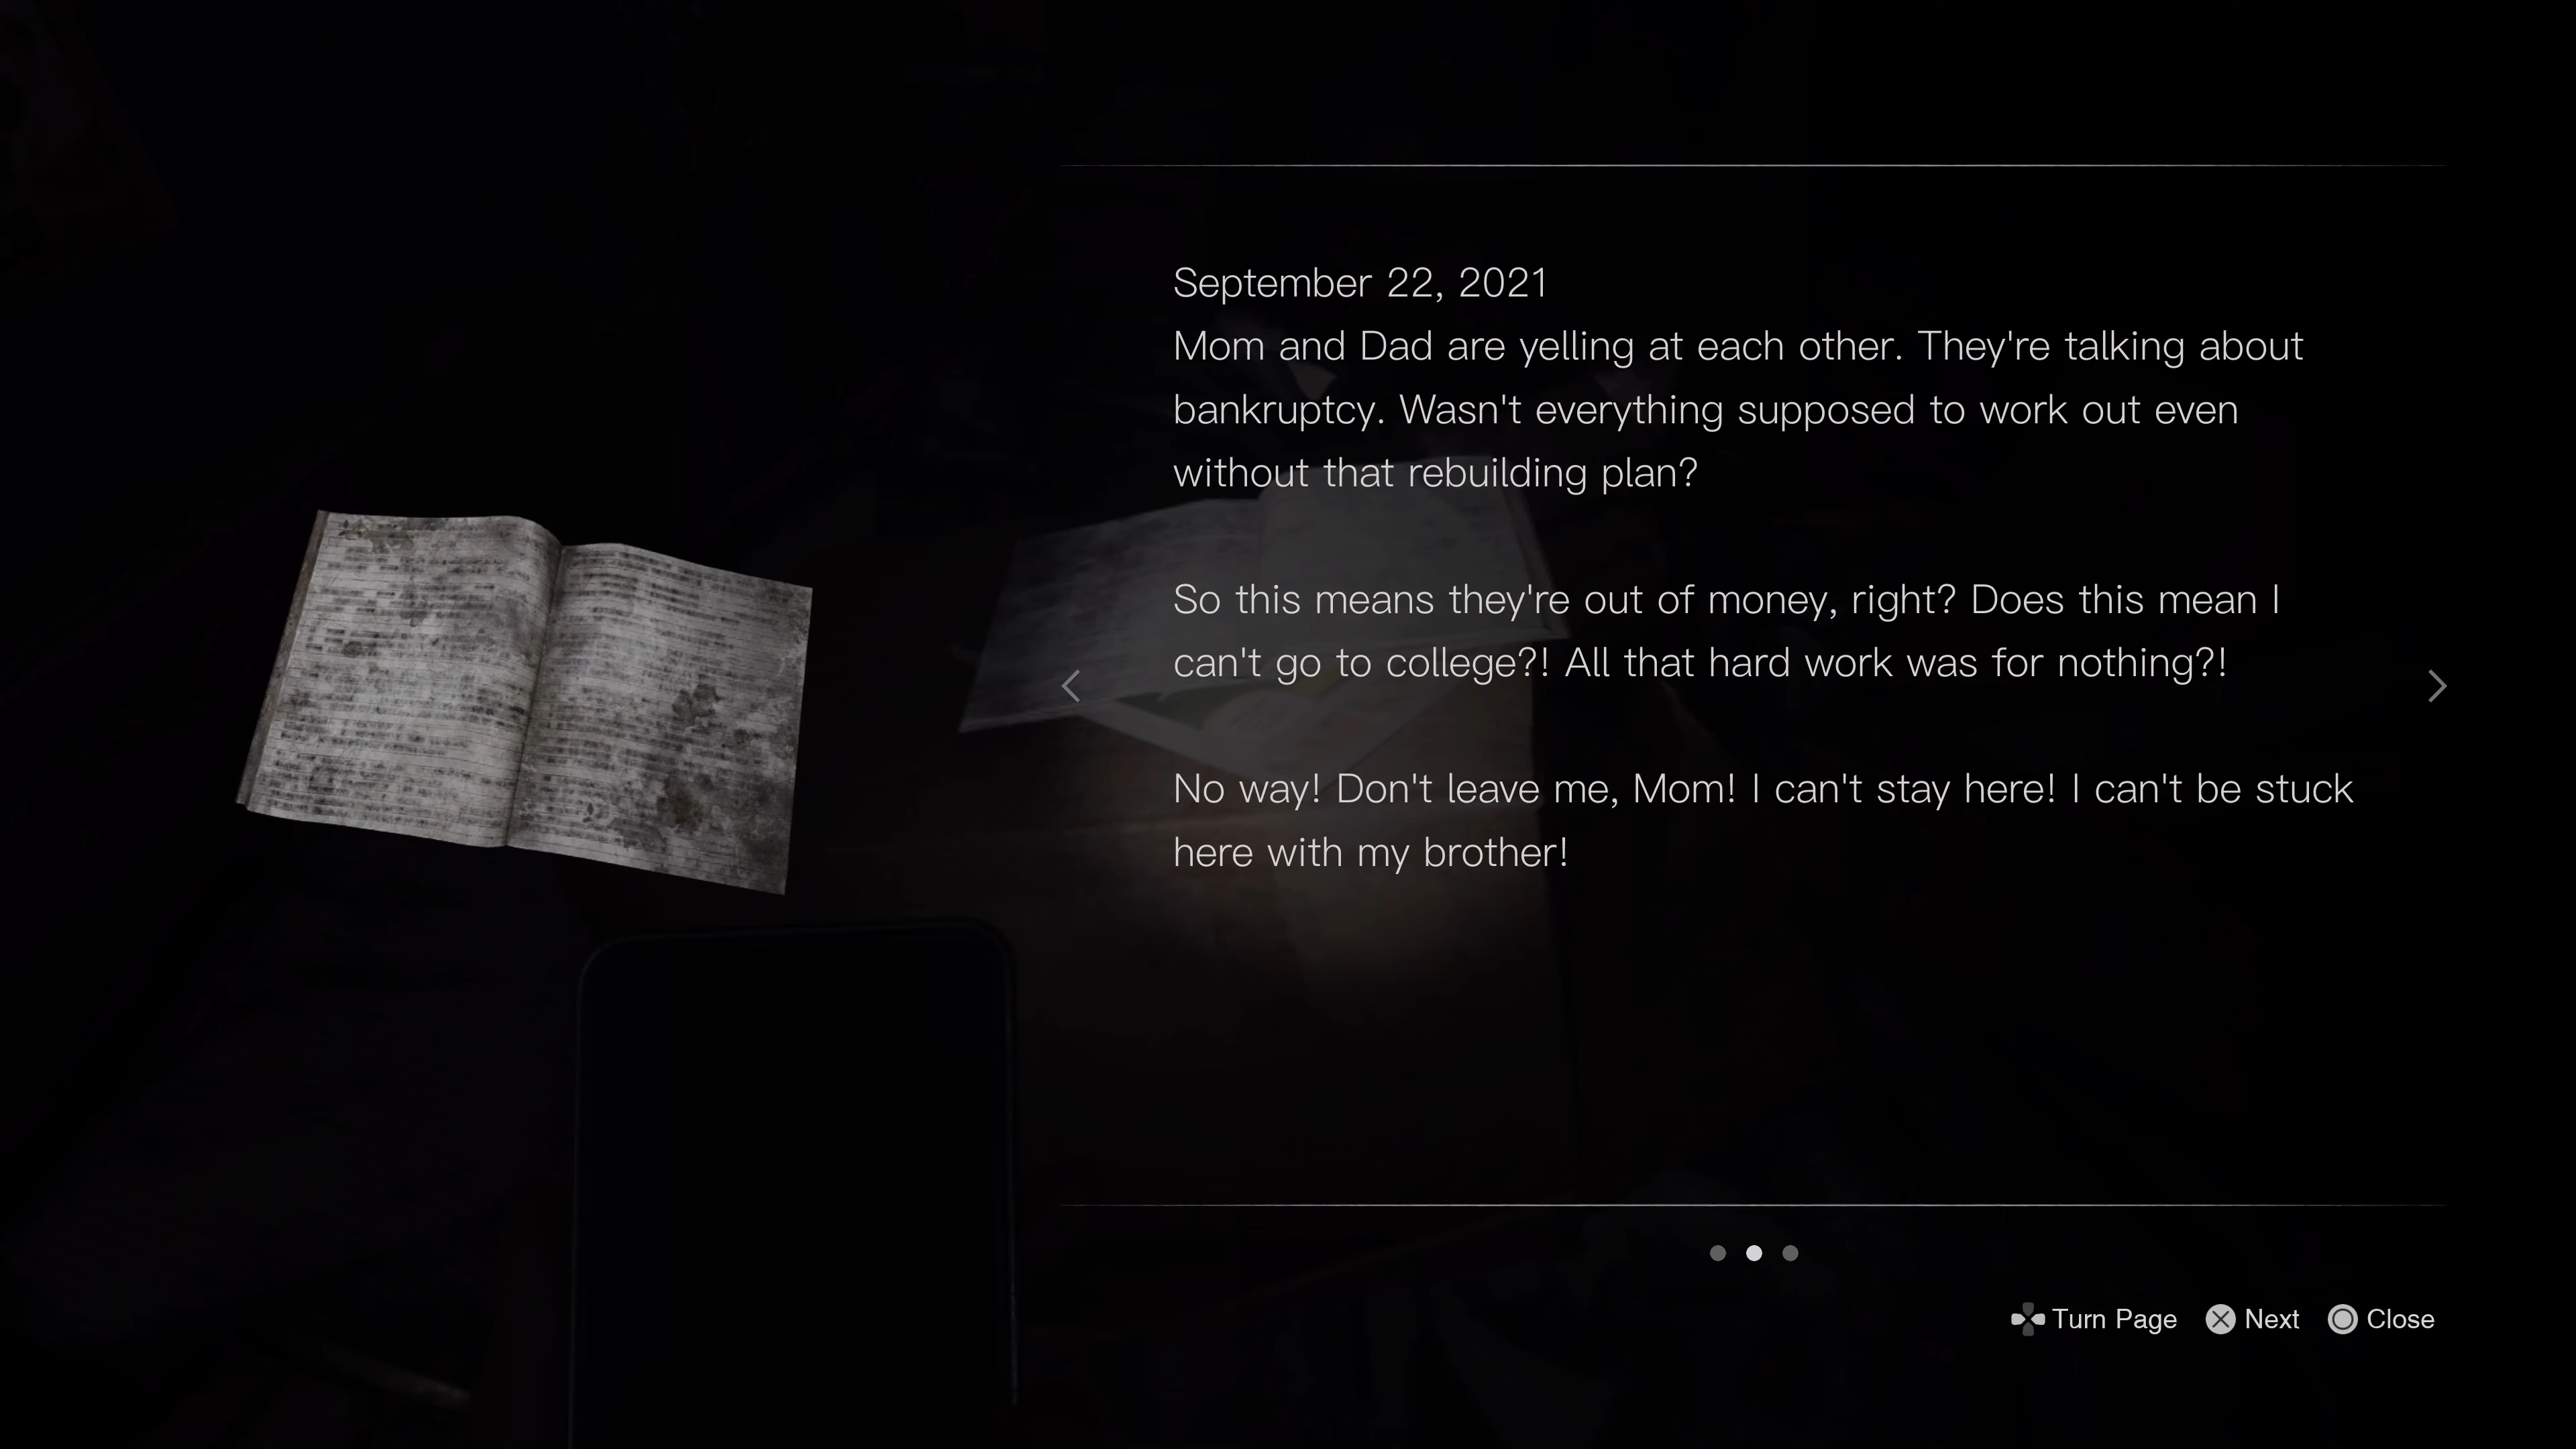 September 22, 2021
Mom and Dad are yelling at each other. They're talking about
bankruptcy. Wasn't everything supposed to work out even
without that rebuilding plan?
So this means they're out of money, right? Does this mean I
can't go to college?! All that hard work was for nothing?!
No way! Don't leave me, Mom! I can't stay here! I can't be stuck
here with my brother!
Turn Page Next Close